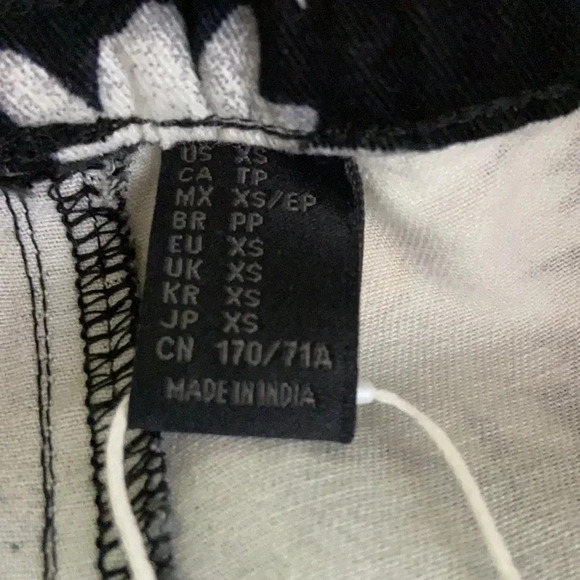 US XS
CA TP
MX XS/EP
BR PP
EU XS
UK XS
KR XS
JP XS
CN 170/71A
MADE IN INDIA